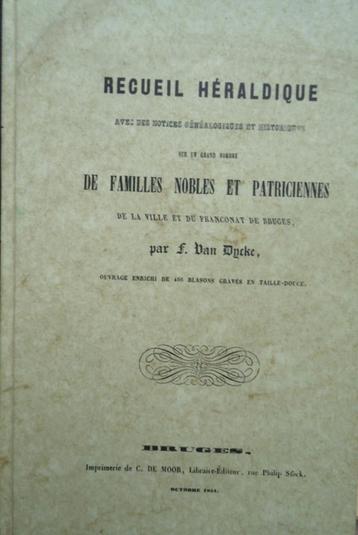 RECUEIL HÉRALDIQUE
AVEC DES NOTICES GÉNÉALOGIQUES ET HISTORIQUES
SUR UN GRAND NOMBRE
DE FAMILLES NOBLES ET PATRICIENNES
DE LA VILLE ET DU FRANCONAT DE BRUGES,
par F. Van Dycke,
OUVRAGE ENRICHI DE BLASONS GRAVÉS EN TAILLE-DOUCE.
BRUGES,
Imprimerie de C. DE MOOR, Libraire-Éditeur, rue Philip Stock.
OCTOBRE 1851.